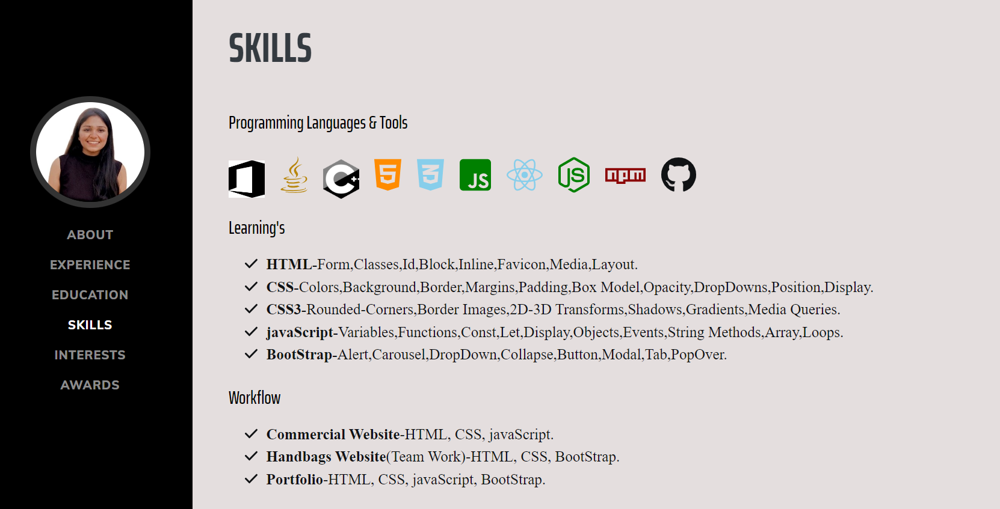 ABOUT
EXPERIENCE
EDUCATION
SKILLS
INTERESTS
AWARDS
SKILLS
Programming Languages & Tools
C++
5
3
JS
JS
npm
Learning's
HTML-Form,Classes,Id,Block,Inline,Favicon,Media,Layout.
CSS-Colors,Background,Border,Margins,Padding,Box Model,Opacity,DropDowns,Position,Display.
CSS3-Rounded-Corners,Border Images,2D-3D Transforms,Shadows,Gradients,Media Queries.
javaScript-Variables,Functions,Const,Let,Display,Objects,Events,String Methods,Array,Loops.
BootStrap-Alert,Carousel,DropDown,Collapse,Button,Modal,Tab,PopOver.
Workflow
Commercial Website-HTML, CSS, javaScript.
Handbags Website(Team Work)-HTML, CSS, BootStrap.
Portfolio-HTML, CSS, javaScript, BootStrap.